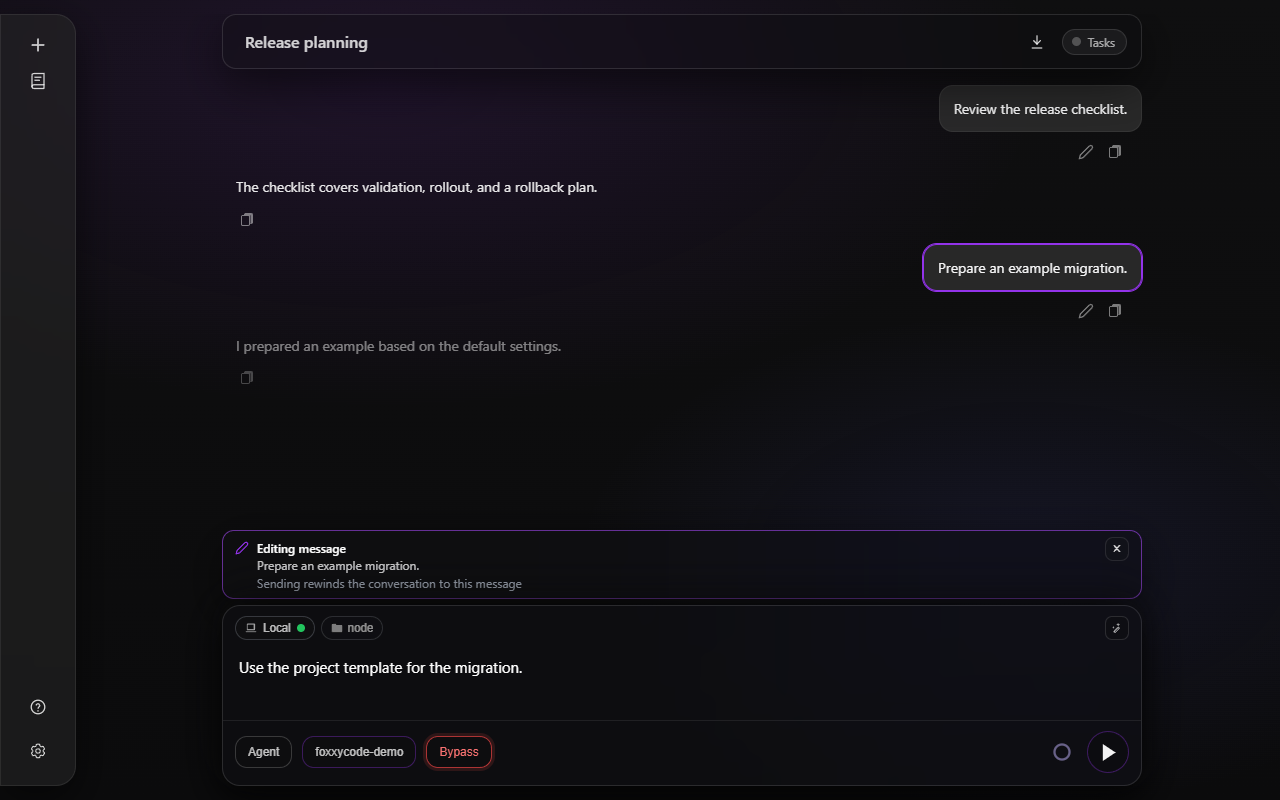 Release planning
Tasks
Review the release checklist.
The checklist covers validation, rollout, and a rollback plan.
Prepare an example migration.
I prepared an example based on the default settings.
Editing message
Prepare an example migration.
Sending rewinds the conversation to this message
Local
node
Use the project template for the migration.
Agent
foxxycode-demo
Bypass